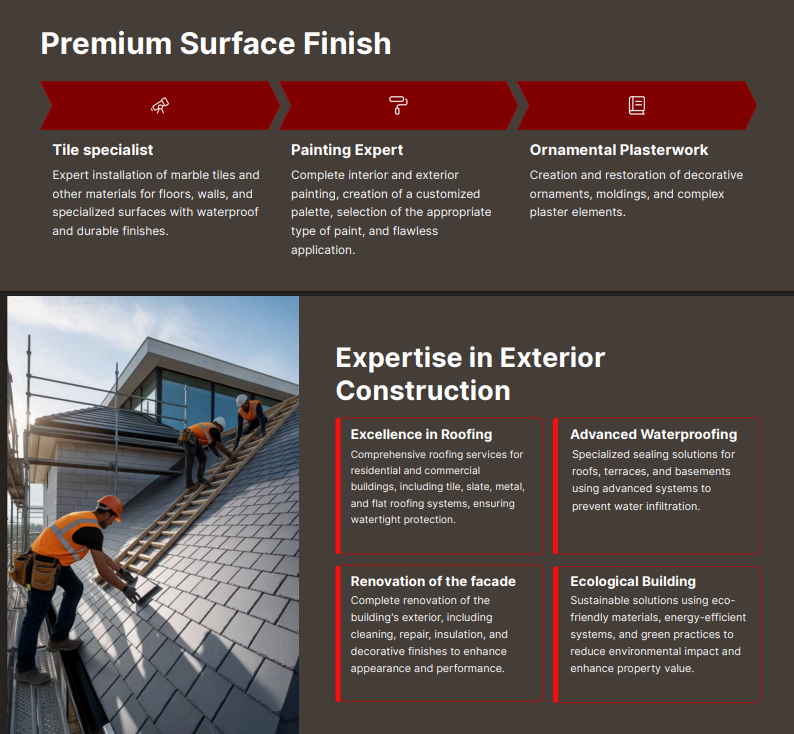 Premium Surface Finish
Tile specialist
Expert installation of marble tiles and
other materials for floors, walls, and
specialized surfaces with waterproof
and durable finishes.
Painting Expert
Complete interior and exterior
painting, creation of a customized
palette, selection of the appropriate
type of paint, and flawless
application.
Ornamental Plasterwork
Creation and restoration of decorative
ornaments, moldings, and complex
plaster elements.
Expertise in Exterior
Construction
Excellence in Roofing
Comprehensive roofing services for
residential and commercial
buildings, including tile, slate, metal,
and flat roofing systems, ensuring
watertight protection.
Advanced Waterproofing
Specialized sealing solutions for
roofs, terraces, and basements
using advanced systems to
prevent water infiltration.
Renovation of the facade
Complete renovation of the
building's exterior, including
cleaning, repair, insulation, and
decorative finishes to enhance
appearance and performance.
Ecological Building
Sustainable solutions using eco-
friendly materials, energy-efficient
systems, and green practices to
reduce environmental impact and
enhance property value.